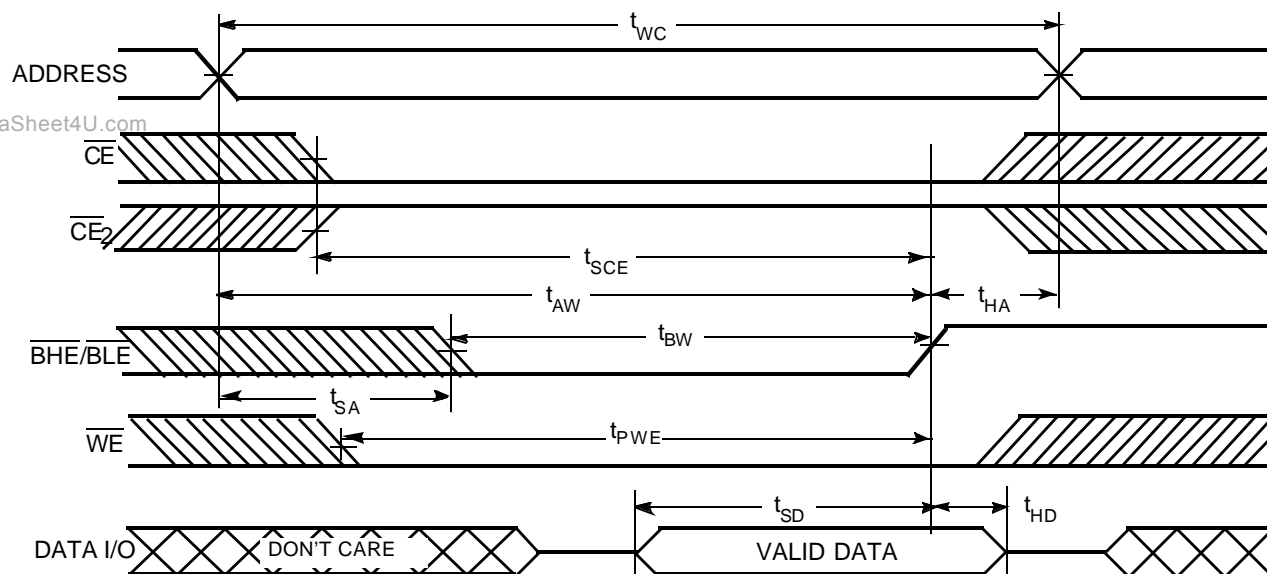 tWC
ADDRESS
aSheet4U.com
CE
CE2
tSCE
tAW
tHA
BHE/BLE
tBW
tSA
WE
tPWE
tSD
tHD
DATA I/O
DON'T CARE
VALID DATA